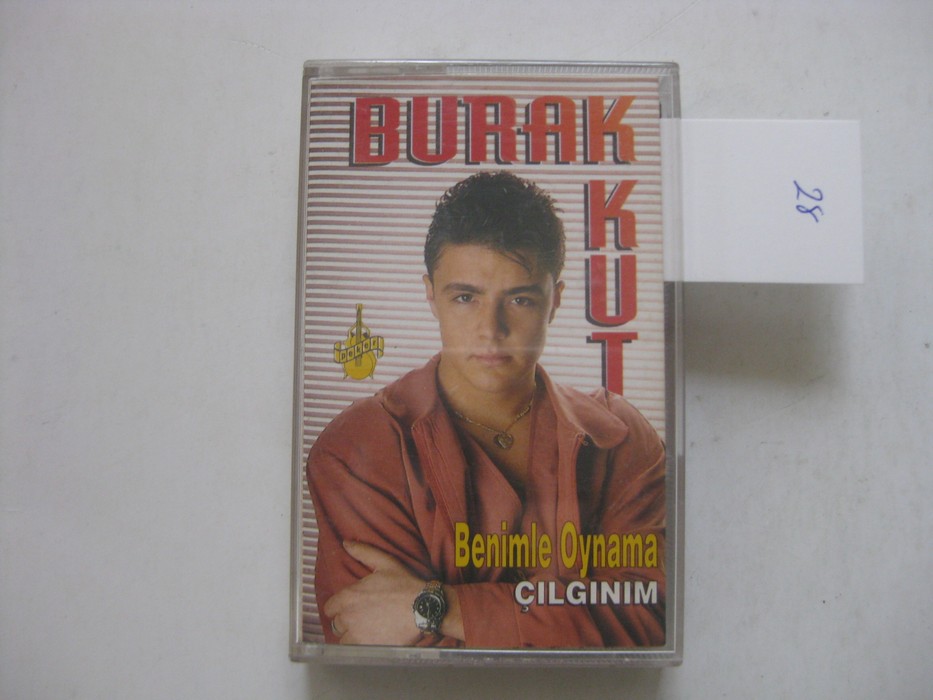 BURAK
KUT
Benimle Oynama
ÇILGINIM
28